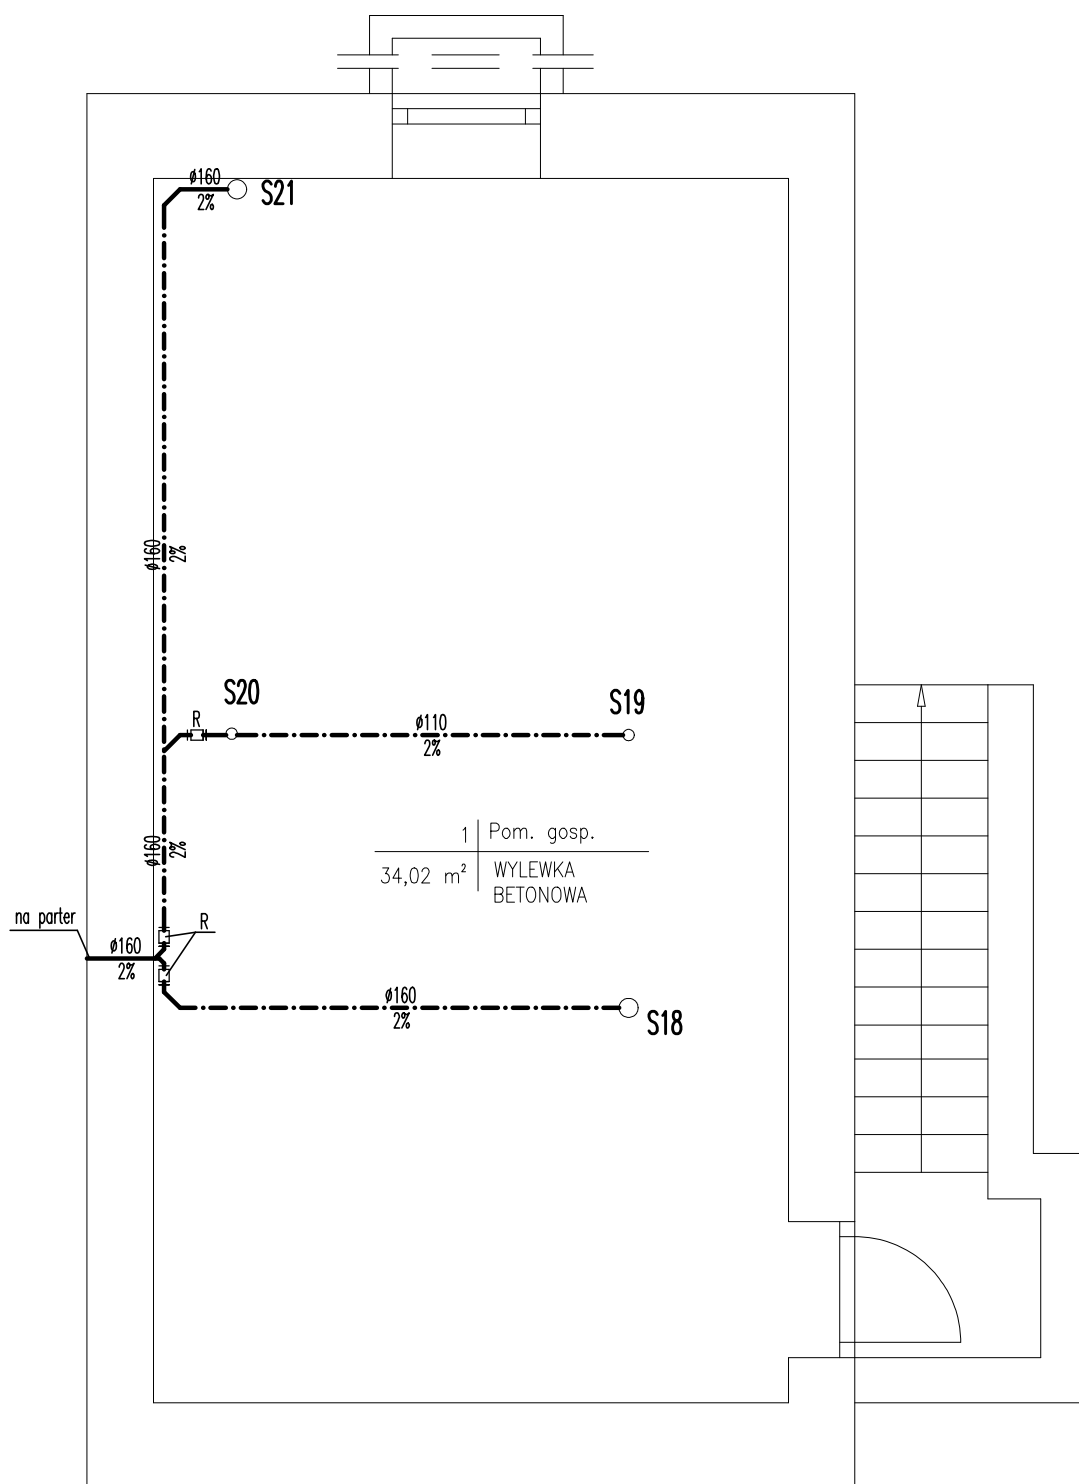 ø160
2%
S21
ø160
2%
S20
R
S19
ø110
2%
1
Pom. gosp.
34,02 m²
WYLEWKA
BETONOWA
ø160
2%
na parter
R
ø160
2%
ø160
2%
S18